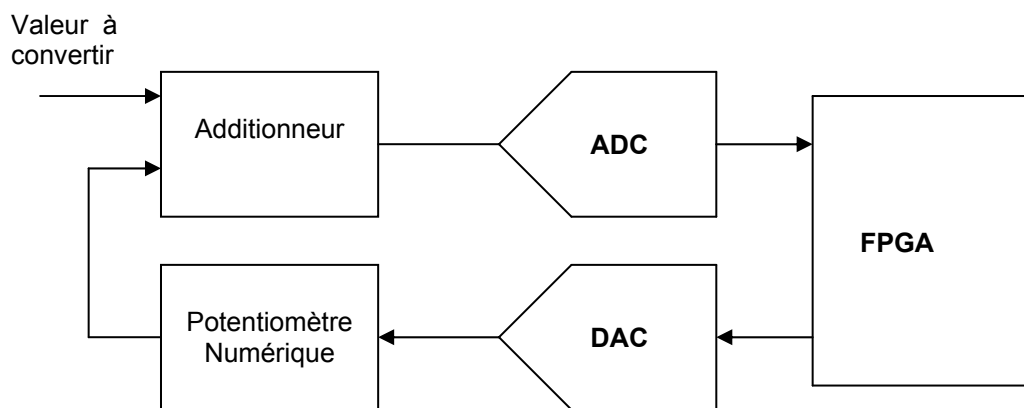 Valeur à
convertir
Additionneur
ADC
FPGA
Potentiomètre
Numérique
DAC